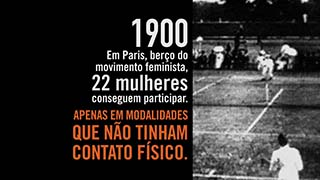 1900
Em Paris, berço do
movimento feminista,
22 mulheres
conseguem participar.
APENAS EM MODALIDADES
QUE NÃO TINHAM
CONTATO FÍSICO.